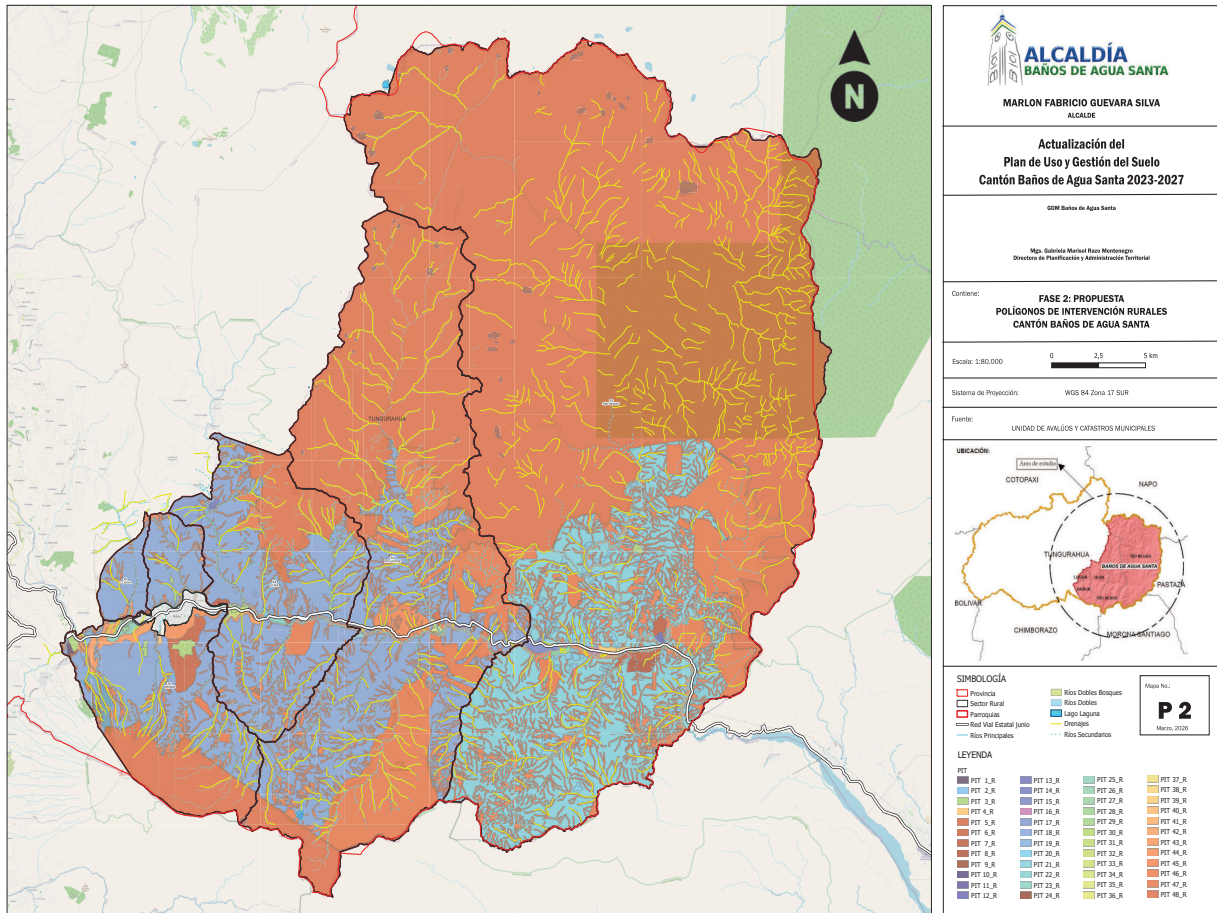 TUNGURAHUA
N
ALCALDÍA
BAÑOS DE AGUA SANTA
MARLON FABRICIO GUEVARA SILVA
ALCALDE
Actualización del
Plan de Uso y Gestión del Suelo
Cantón Baños de Agua Santa 2023-2027
GDM Baños de Agua Santa
Mgs. Gabriela Marisol Razo Montenegro
Directora de Planificación y Administración Territorial
Contiene:
FASE 2: PROPUESTA
POLÍGONOS DE INTERVENCIÓN RURALES
CANTÓN BAÑOS DE AGUA SANTA
Escala: 1:80.000
0 2,5 5 km
Sistema de Proyección: WGS 84 Zona 17 SUR
Fuente:
UNIDAD DE AVALÚOS Y CATASTROS MUNICIPALES
UBICACIÓN:
Área de estudio
COTOPAXI
NAPO
TUNGURAHUA
RIO NEGRO
BAÑOS DE AGUA SANTA
LLIGUA
ULBA
PASTAZA
BAÑOS
RIO VERDE
BOLIVAR
CHIMBORAZO
MORONA SANTIAGO
SIMBOLOGÍA
Provincia
Sector Rural
Parroquias
Red Vial Estatal Junio
Ríos Principales
Ríos Dobles Bosques
Ríos Dobles
Lago Laguna
Drenajes
Ríos Secundarios
Mapa No.:
P 2
Marzo, 2026
LEYENDA
PIT
PIT 1_R
PIT 2_R
PIT 3_R
PIT 4_R
PIT 5_R
PIT 6_R
PIT 7_R
PIT 8_R
PIT 9_R
PIT 10_R
PIT 11_R
PIT 12_R
PIT 13_R
PIT 14_R
PIT 15_R
PIT 16_R
PIT 17_R
PIT 18_R
PIT 19_R
PIT 20_R
PIT 21_R
PIT 22_R
PIT 23_R
PIT 24_R
PIT 25_R
PIT 26_R
PIT 27_R
PIT 28_R
PIT 29_R
PIT 30_R
PIT 31_R
PIT 32_R
PIT 33_R
PIT 34_R
PIT 35_R
PIT 36_R
PIT 37_R
PIT 38_R
PIT 39_R
PIT 40_R
PIT 41_R
PIT 42_R
PIT 43_R
PIT 44_R
PIT 45_R
PIT 46_R
PIT 47_R
PIT 48_R